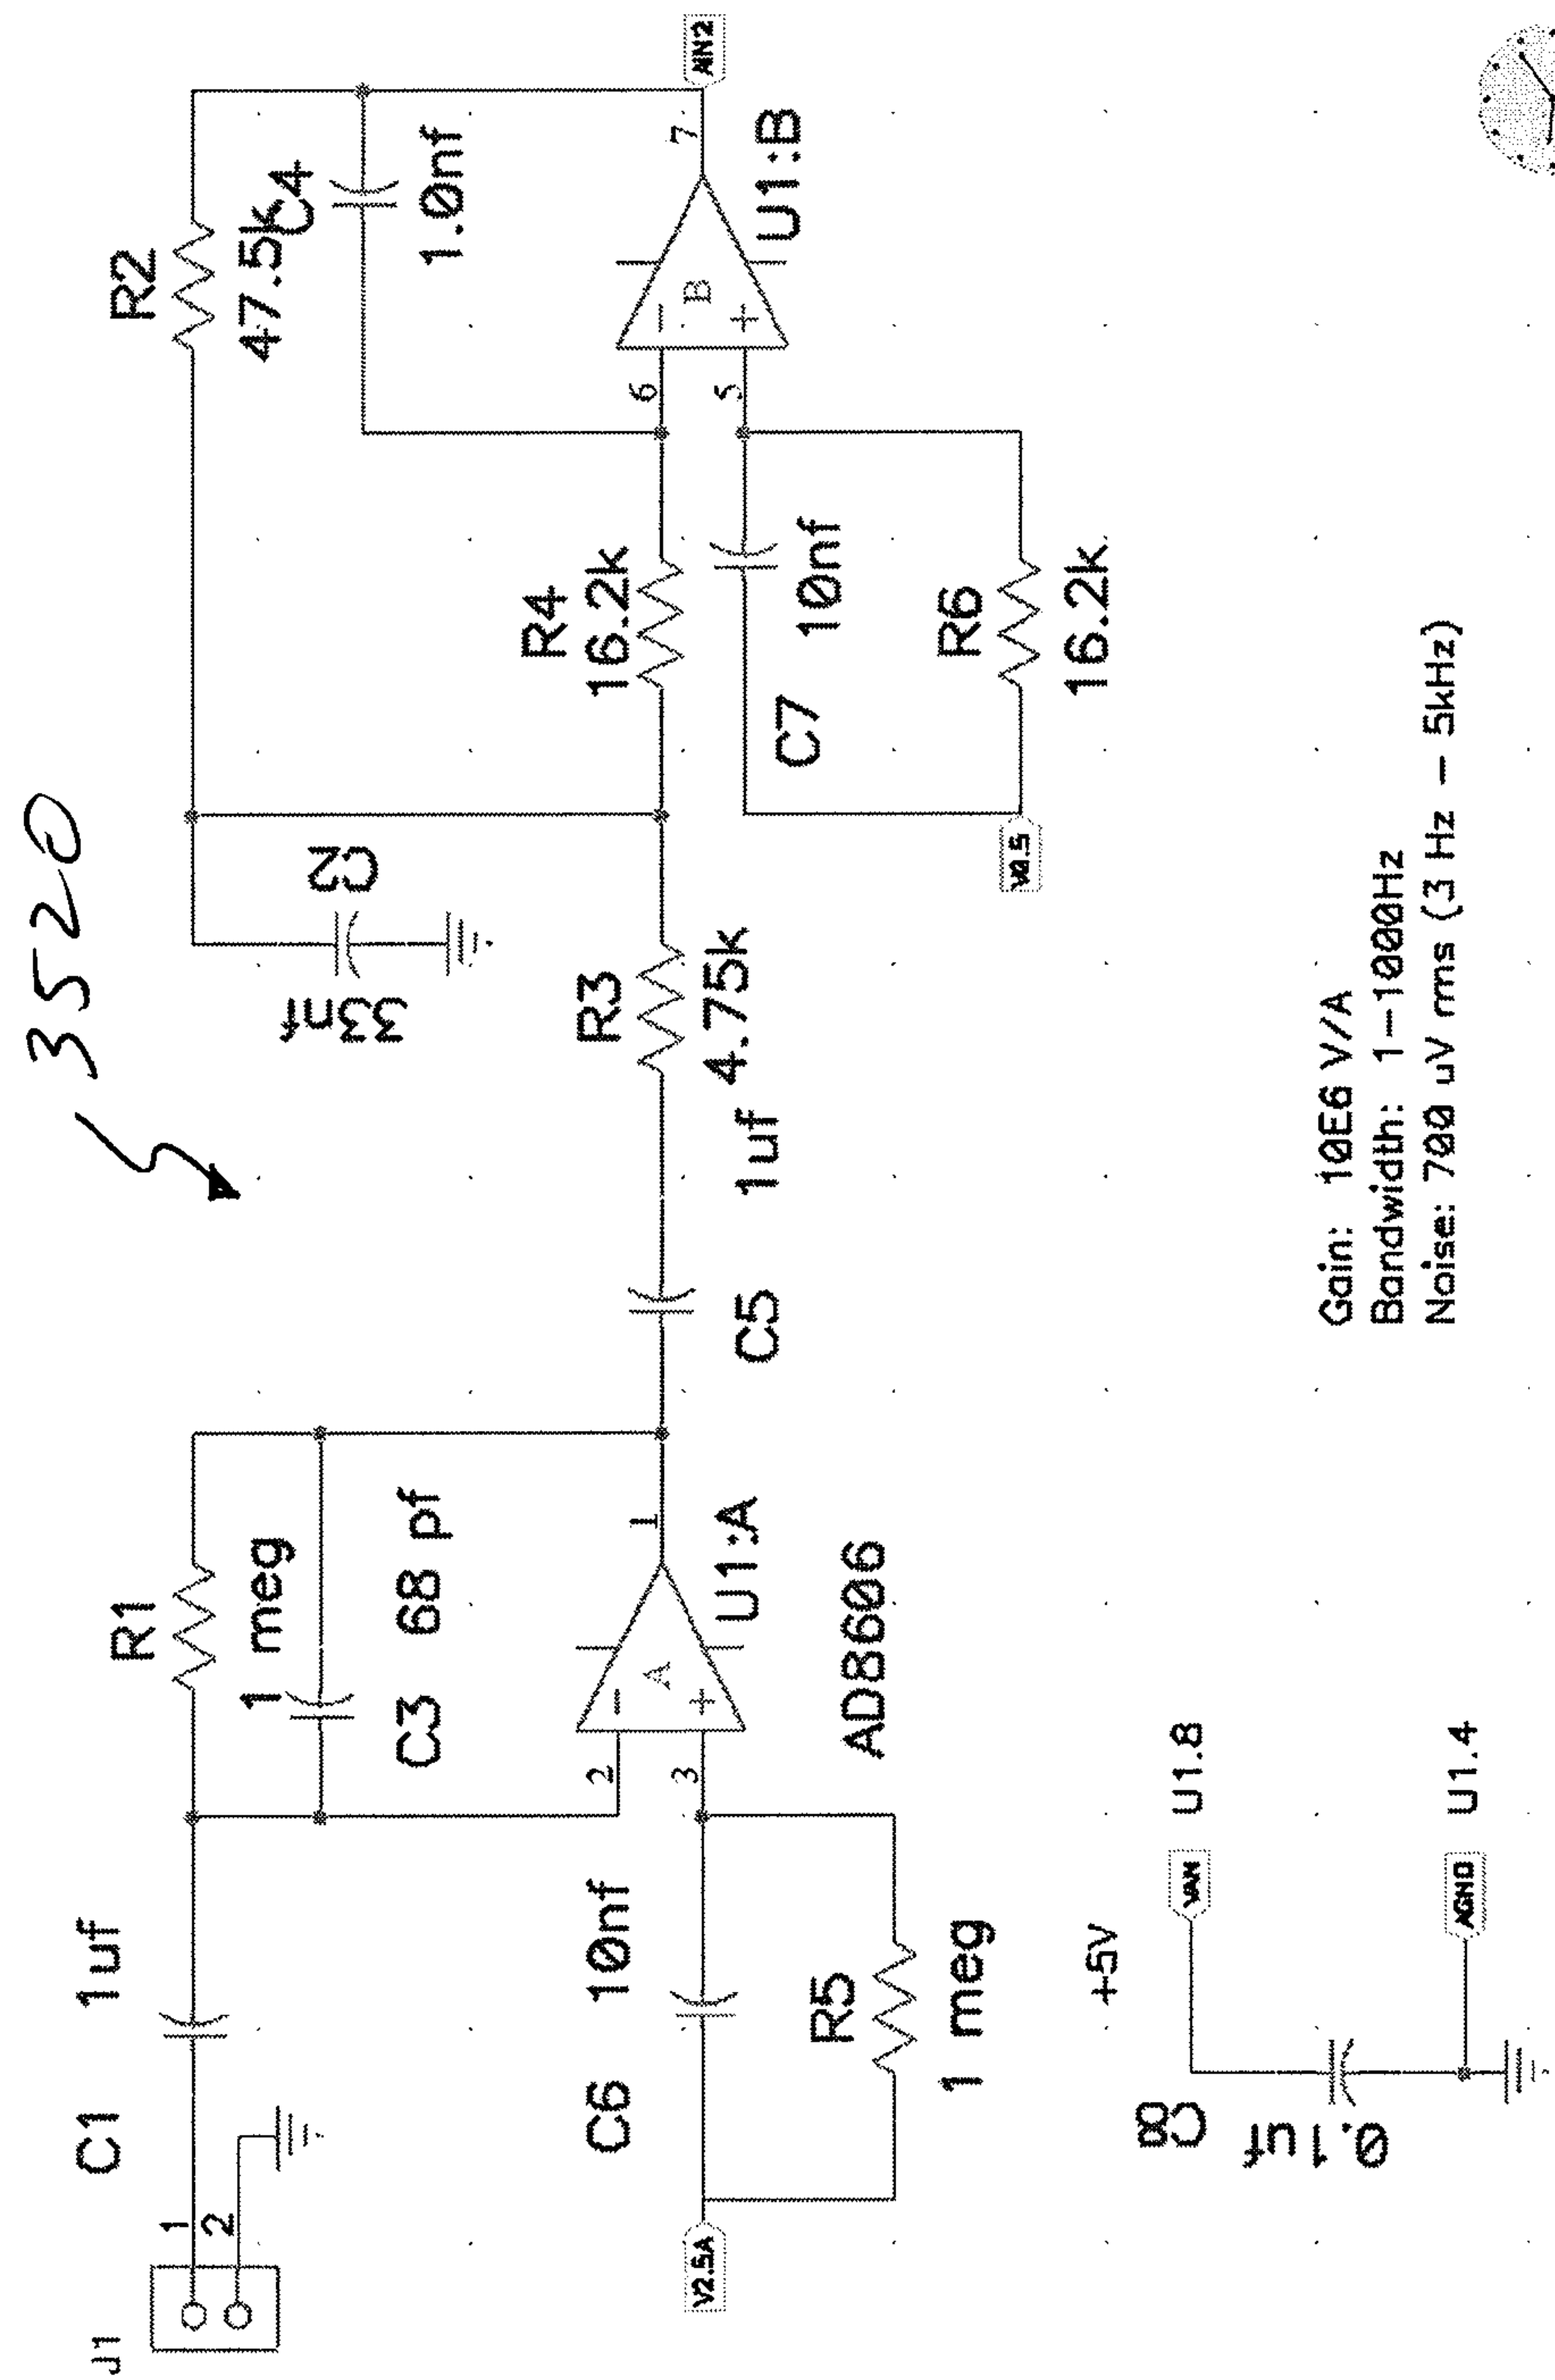 3520
J1
1
2
C1 1uf
R1
1 meg
C3 68 pf
2
3
1
A
U1:A
AD8606
C6 10nf
R5
1 meg
V2.5A
C5 1uf
R3
4.75k
C2
33nf
R2
47.5k
C4
1.0nf
R4
16.2k
6
5
7
B
U1:B
AIN2
C7 10nf
R6
16.2k
V0.5
+5V
VAN U1.8
C8
0.1uf
AGND U1.4
Gain: 10E6 V/A
Bandwidth: 1-1000Hz
Noise: 700 uV rms (3 Hz - 5kHz)